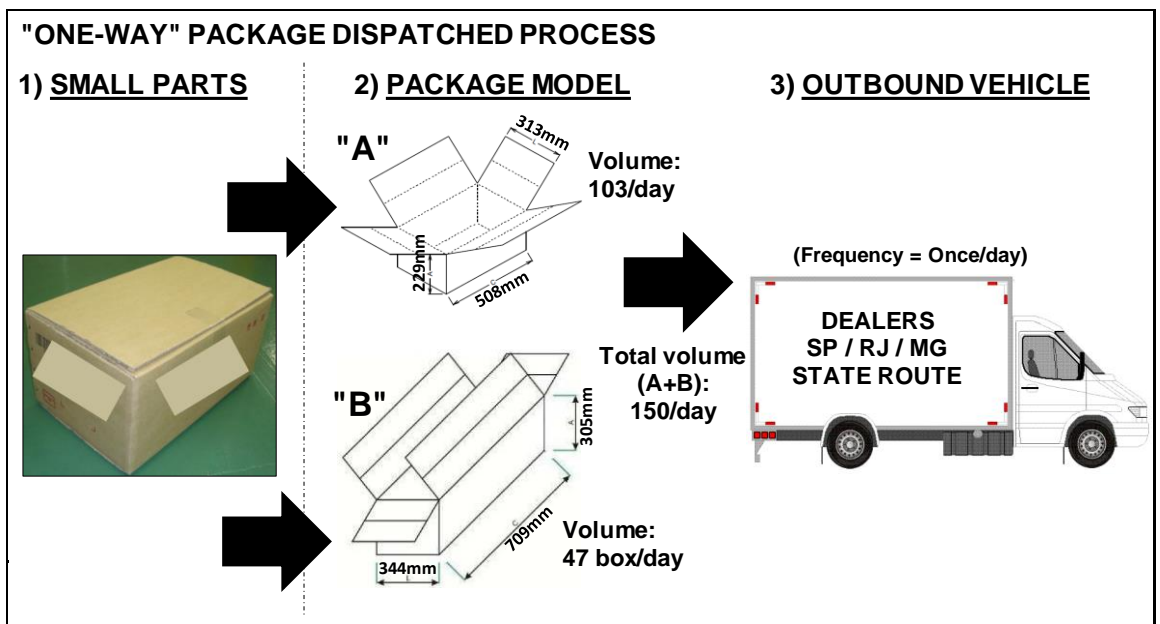 "ONE-WAY" PACKAGE DISPATCHED PROCESS
1) SMALL PARTS
2) PACKAGE MODEL
3) OUTBOUND VEHICLE
"A"
313mm
L
Volume:
103/day
229mm
A
508mm
C
"B"
305mm
A
709mm
C
344mm
L
Volume:
47 box/day
Total volume
(A+B):
150/day
(Frequency = Once/day)
DEALERS
SP / RJ / MG
STATE ROUTE